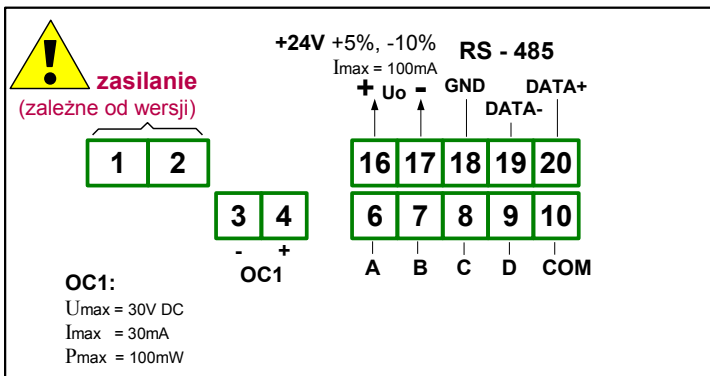 !
zasilanie
(zależne od wersji)
+24V +5%, -10%
Imax = 100mA
+ Uo -
RS - 485
GND
DATA-
DATA+
1 2
16 17 18 19 20
3 4
6 7 8 9 10
- +
OC1
A B C D COM
OC1:
Umax = 30V DC
Imax = 30mA
Pmax = 100mW